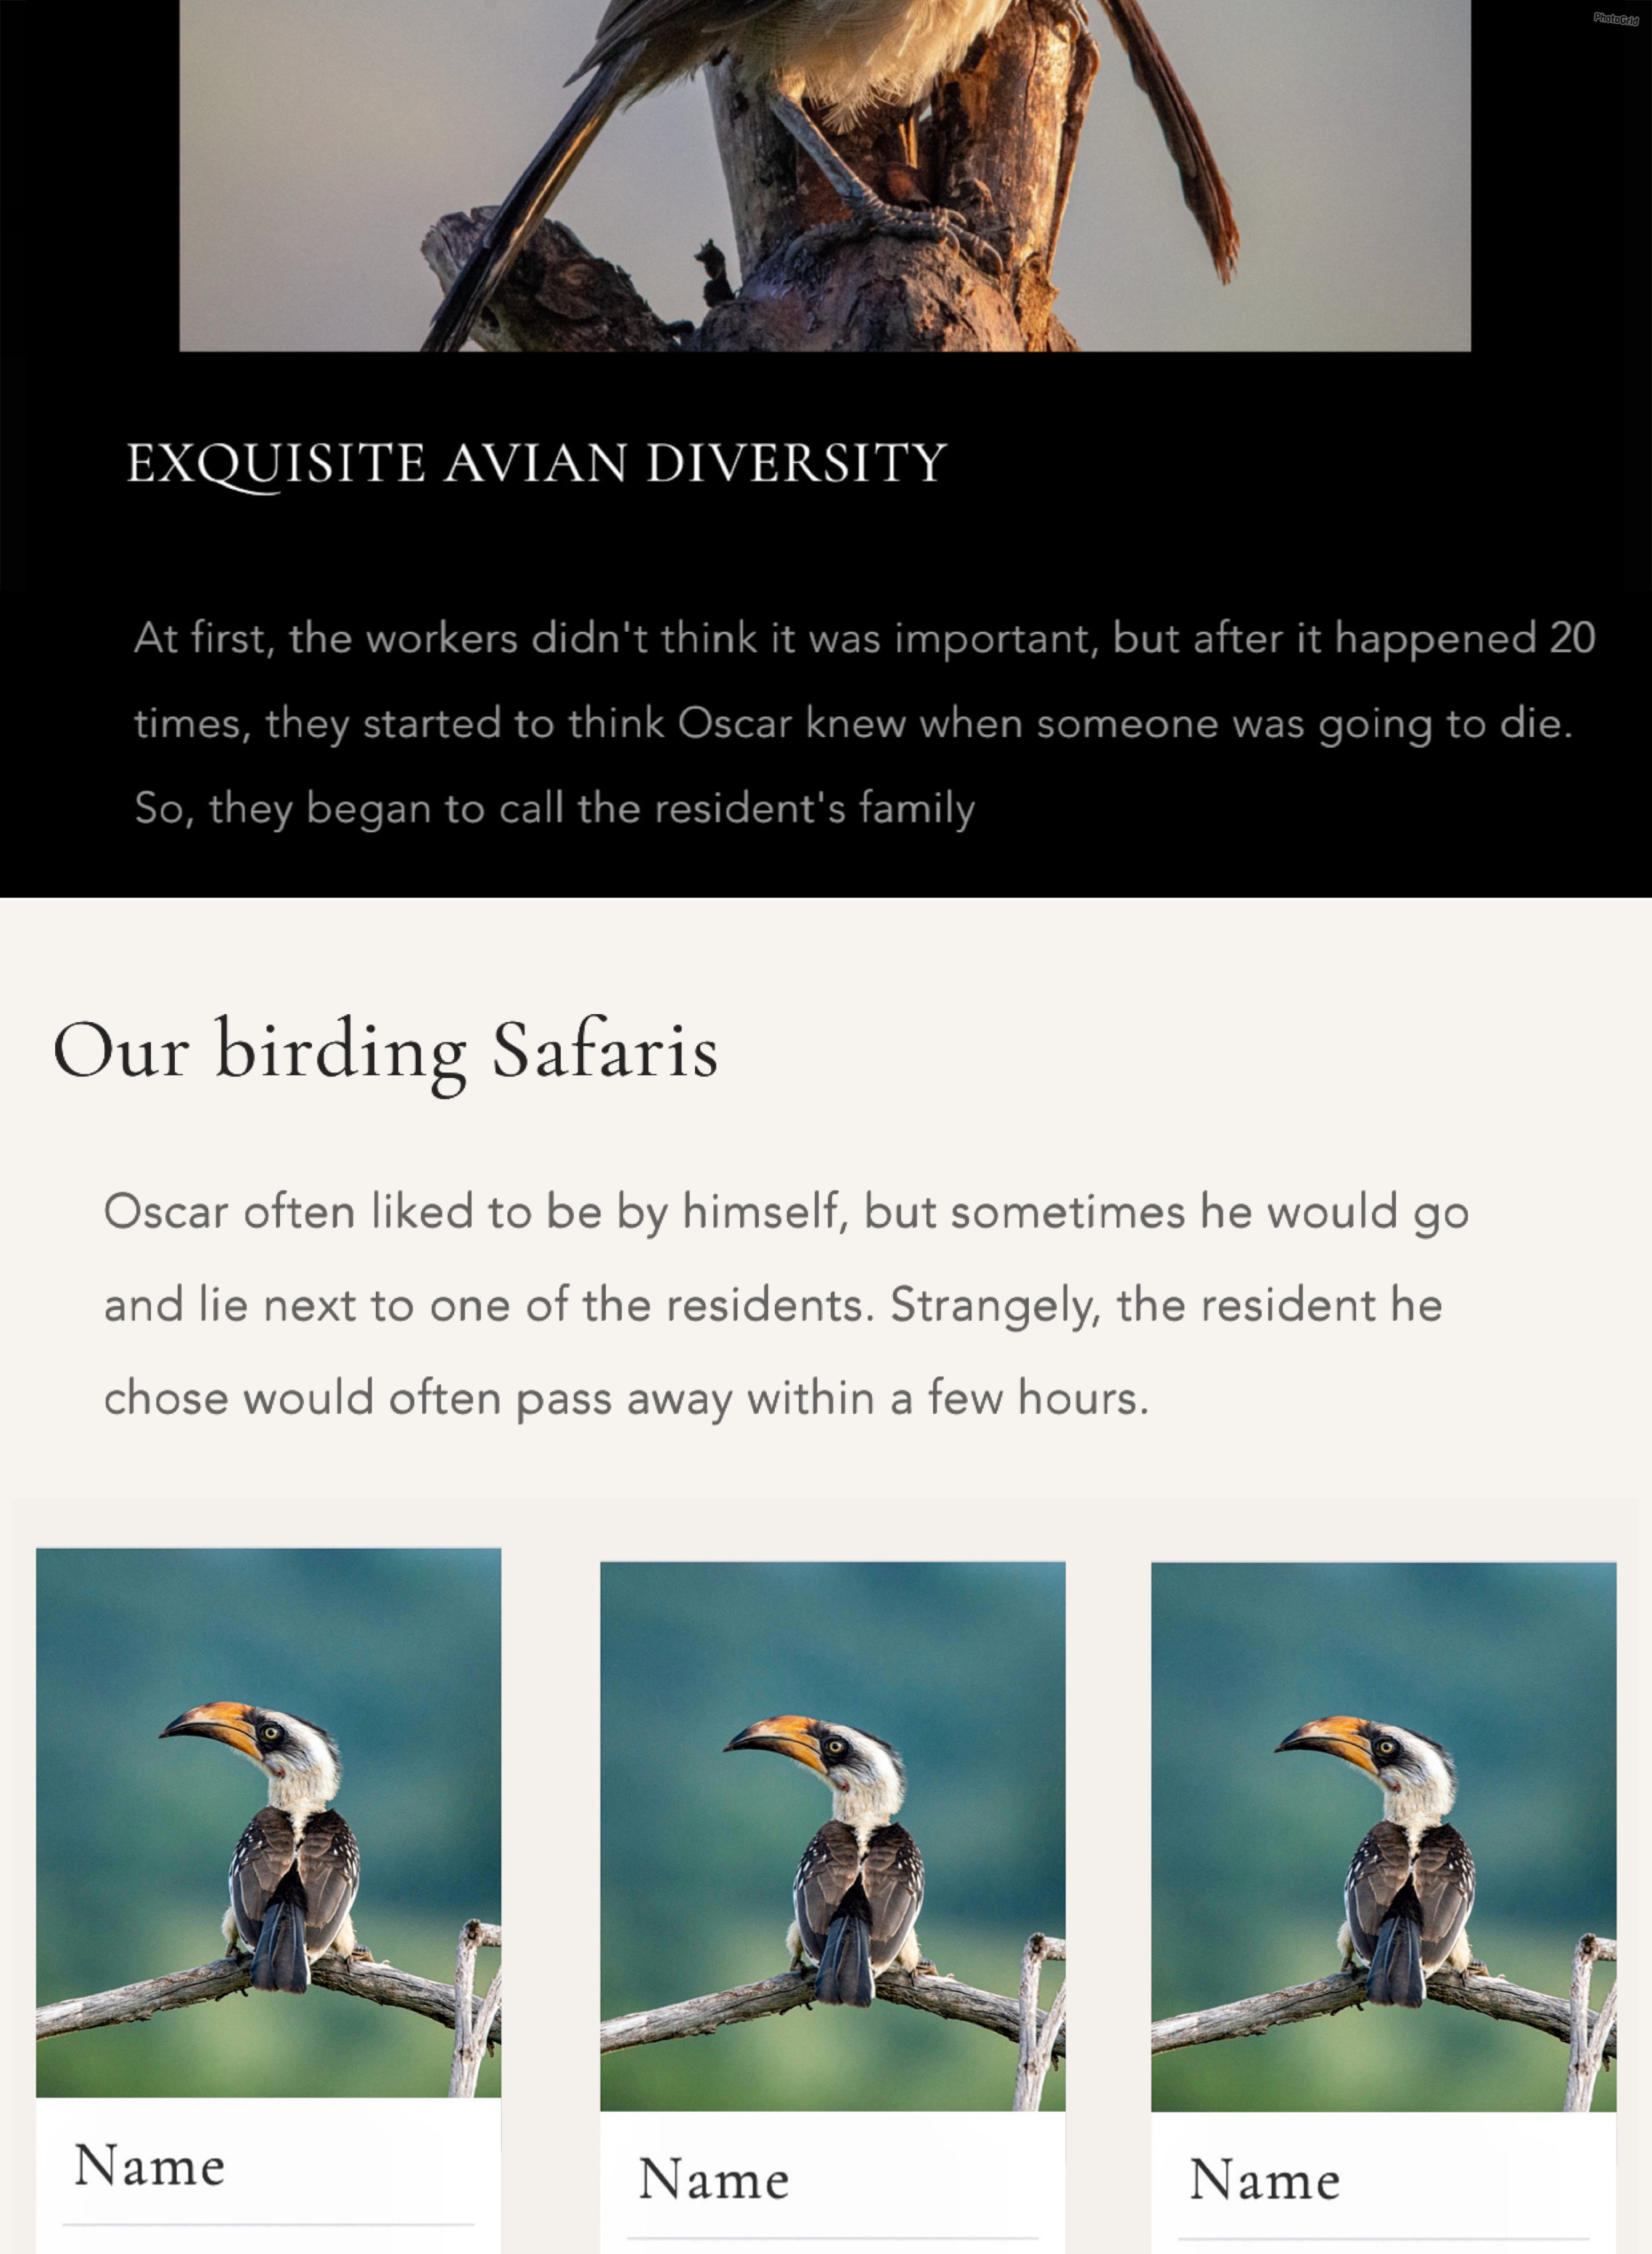 PhotoGrid
EXQUISITE AVIAN DIVERSITY
At first, the workers didn't think it was important, but after it happened 20
times, they started to think Oscar knew when someone was going to die.
So, they began to call the resident's family
Our birding Safaris
Oscar often liked to be by himself, but sometimes he would go
and lie next to one of the residents. Strangely, the resident he
chose would often pass away within a few hours.
Name
Name
Name